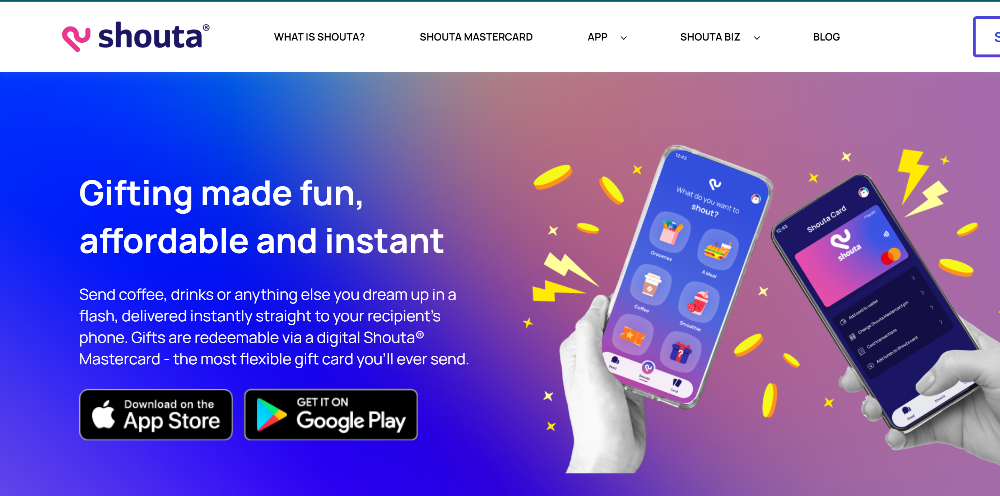 shouta®
WHAT IS SHOUTA?
SHOUTA MASTERCARD
APP
SHOUTA BIZ
BLOG
S
Gifting made fun,
affordable and instant
Send coffee, drinks or anything else you dream up in a
flash, delivered instantly straight to your recipient's
phone. Gifts are redeemable via a digital Shouta®
Mastercard - the most flexible gift card you'll ever send.
Download on the
App Store
GET IT ON
Google Play
12:43
What do you want to
shout?
Groceries
A Meal
Coffee
Smoothie
?
Feed
Shouts
Card
12:43
Shouta Card
Prepaid
shouta
Add card to wallet
Change Shouta Mastercard pin
Card transactions
Add funds to Shouta card
Feed
Shouts